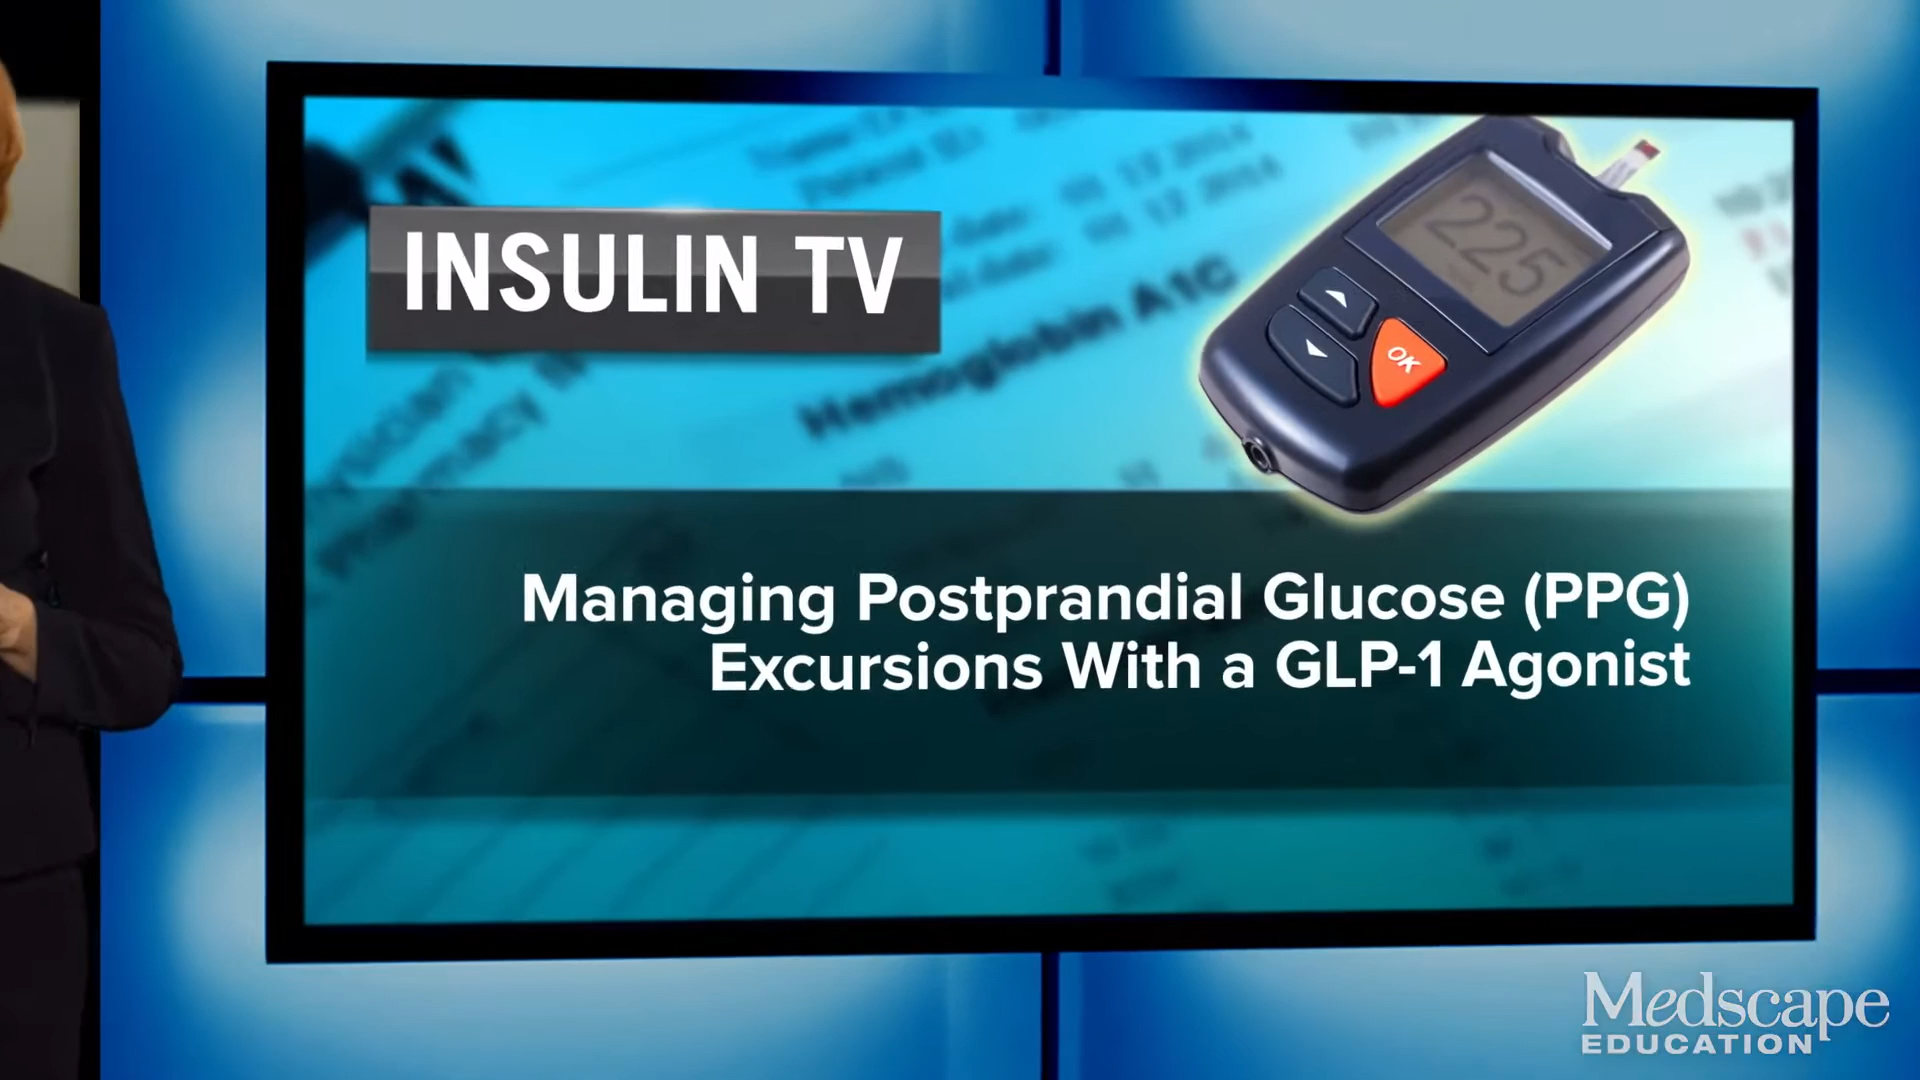 INSULIN TV
225
OK
Hemoglobin A1C
Managing Postprandial Glucose (PPG)
Excursions With a GLP-1 Agonist
Medscape
EDUCATION